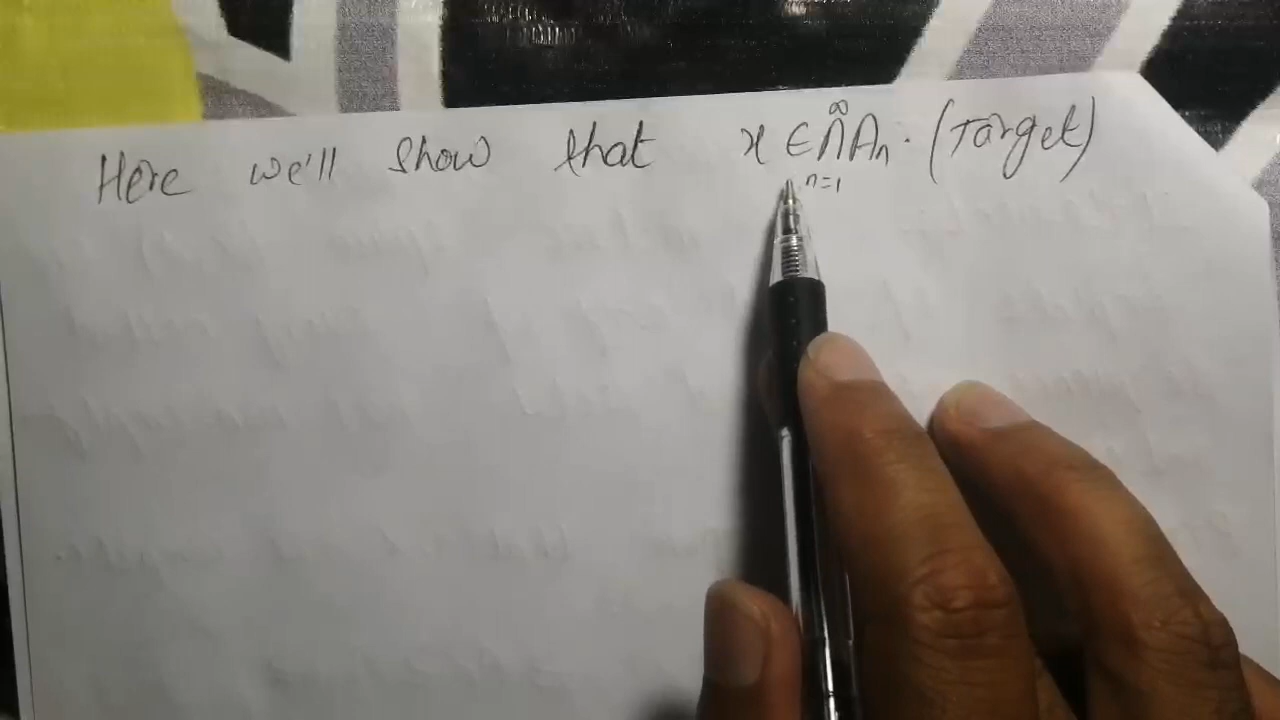 Here we'll show that x ∈ ∞∩n=1 An. (Target)